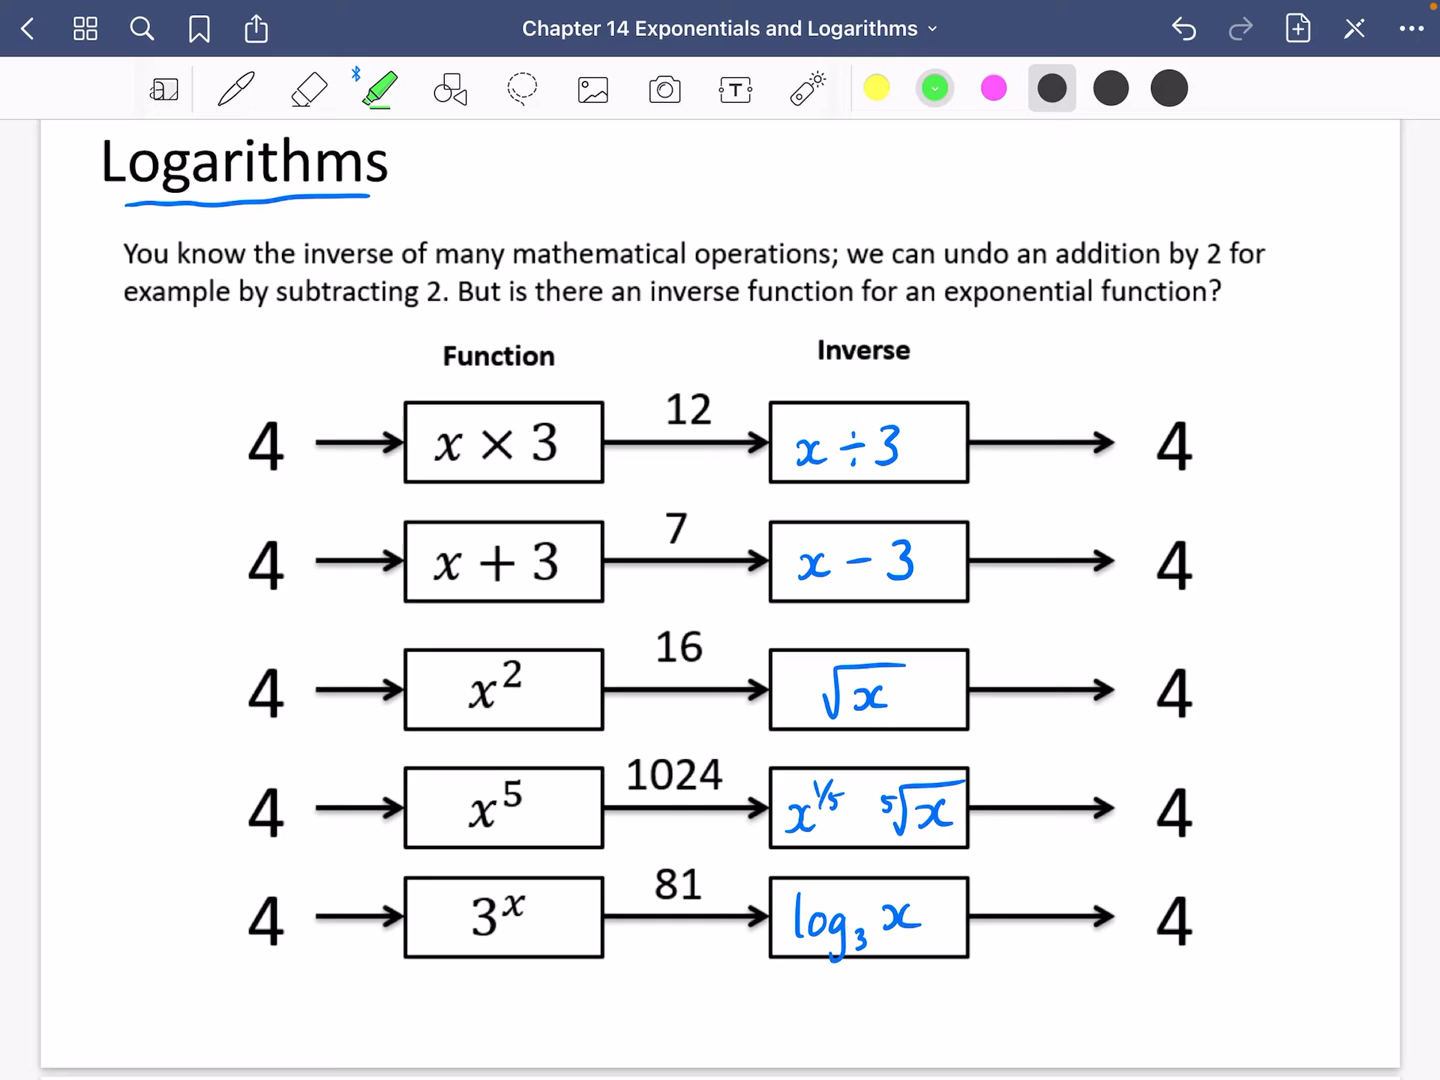 Chapter 14 Exponentials and Logarithms
Logarithms
You know the inverse of many mathematical operations; we can undo an addition by 2 for
example by subtracting 2. But is there an inverse function for an exponential function?
Function Inverse
4 x × 3 12 x ÷ 3 4
4 x + 3 7 x − 3 4
4 x² 16 √x 4
4 x⁵ 1024 x^1/5 ⁵√x 4
4 3ˣ 81 log₃ x 4